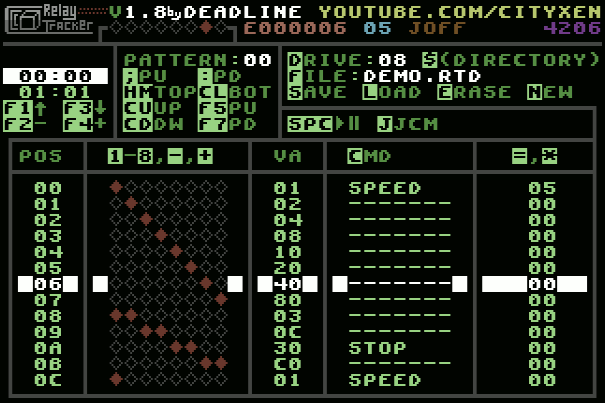 Relay Tracker V1.8byDEADLINE YOUTUBE.COM/CITYXEN
E000006 05 JOFF 4206
PATTERN:00 DRIVE:08 $(DIRECTORY)
00:00 ;PU :PD FILE:DEMO.RTD
01:01 HMTOP CLBOT SAVE LOAD ERASE NEW
F1↑ F3↓ CUUP F5PU
F2- F4+ CDDW F7PD SPC JJCM
POS 1-8,-,+ VA CMD =,*
00 01 SPEED 05
01 02 ------- 00
02 04 ------- 00
03 08 ------- 00
04 10 ------- 00
05 20 ------- 00
06 40 ------- 00
07 80 ------- 00
08 03 ------- 00
09 0C ------- 00
0A 30 STOP 00
0B C0 ------- 00
0C 01 SPEED 00